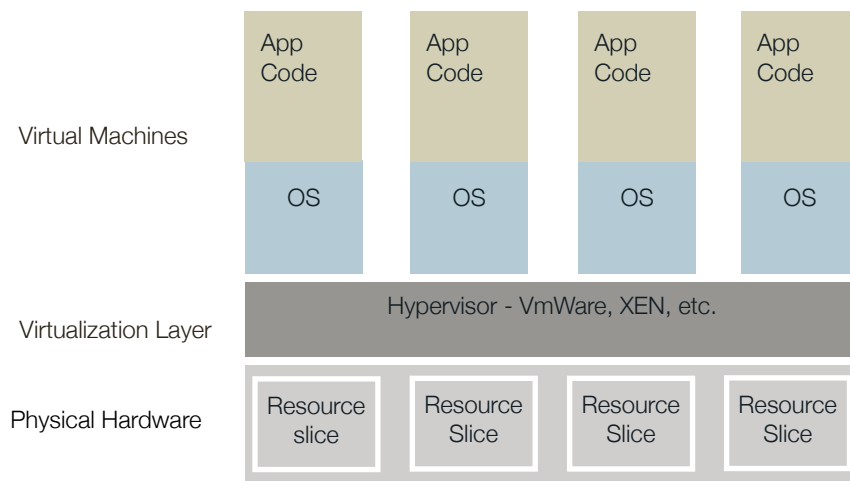 App
Code
App
Code
App
Code
App
Code
Virtual Machines
OS
OS
OS
OS
Hypervisor - VmWare, XEN, etc.
Virtualization Layer
Physical Hardware
Resource
slice
Resource
Slice
Resource
Slice
Resource
Slice